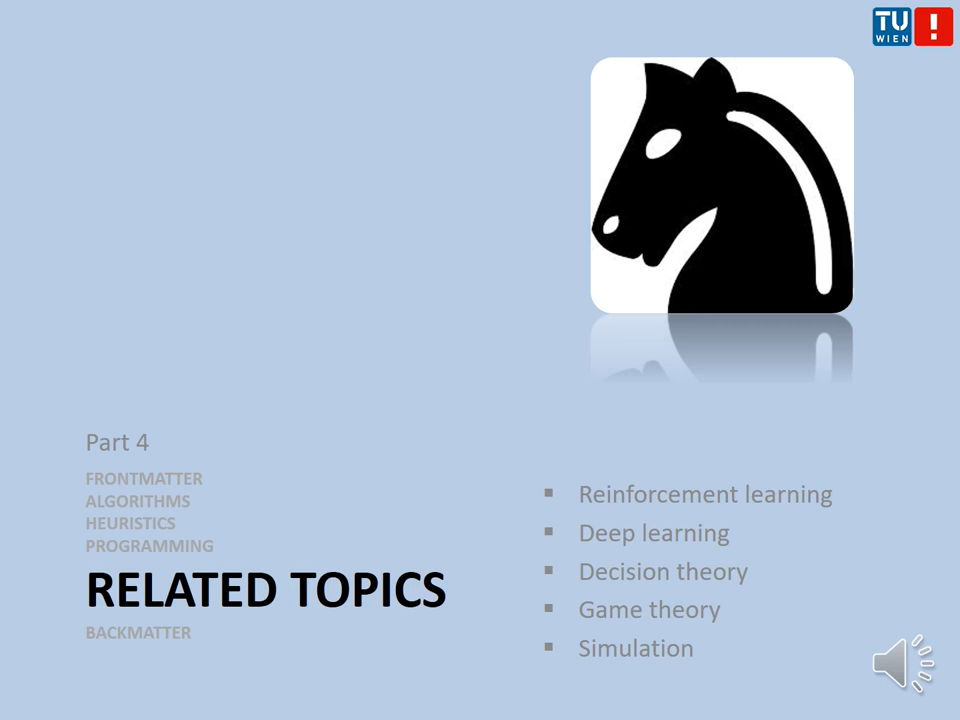 TU
WIEN
!
Part 4
FRONTMATTER
ALGORITHMS
HEURISTICS
PROGRAMMING
RELATED TOPICS
BACKMATTER
▪ Reinforcement learning
▪ Deep learning
▪ Decision theory
▪ Game theory
▪ Simulation